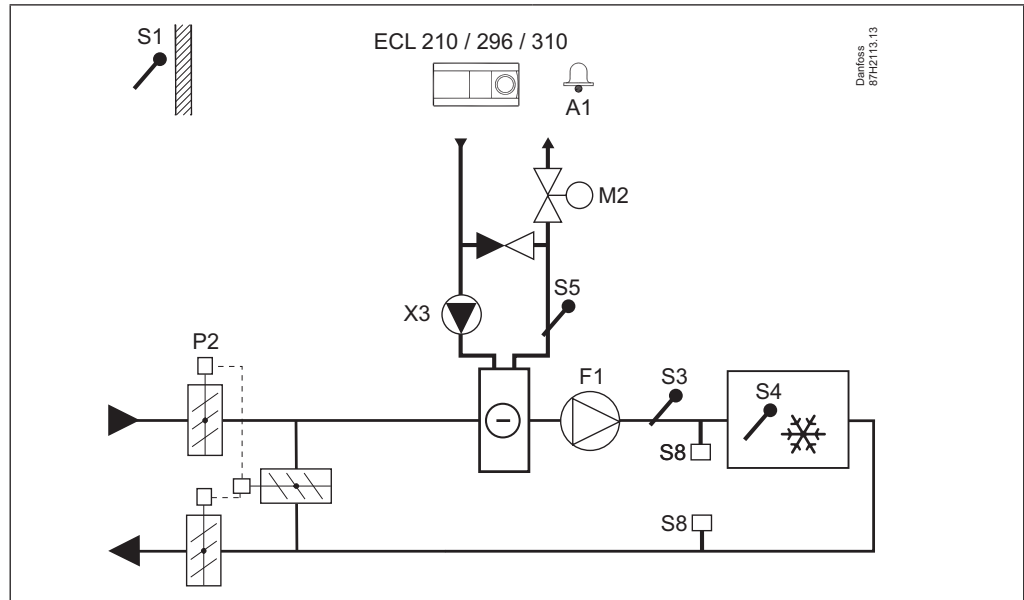 S1
ECL 210 / 296 / 310
Danfoss
87H2113.13
A1
M2
S5
X3
P2
F1
S3
S4
S8
S8